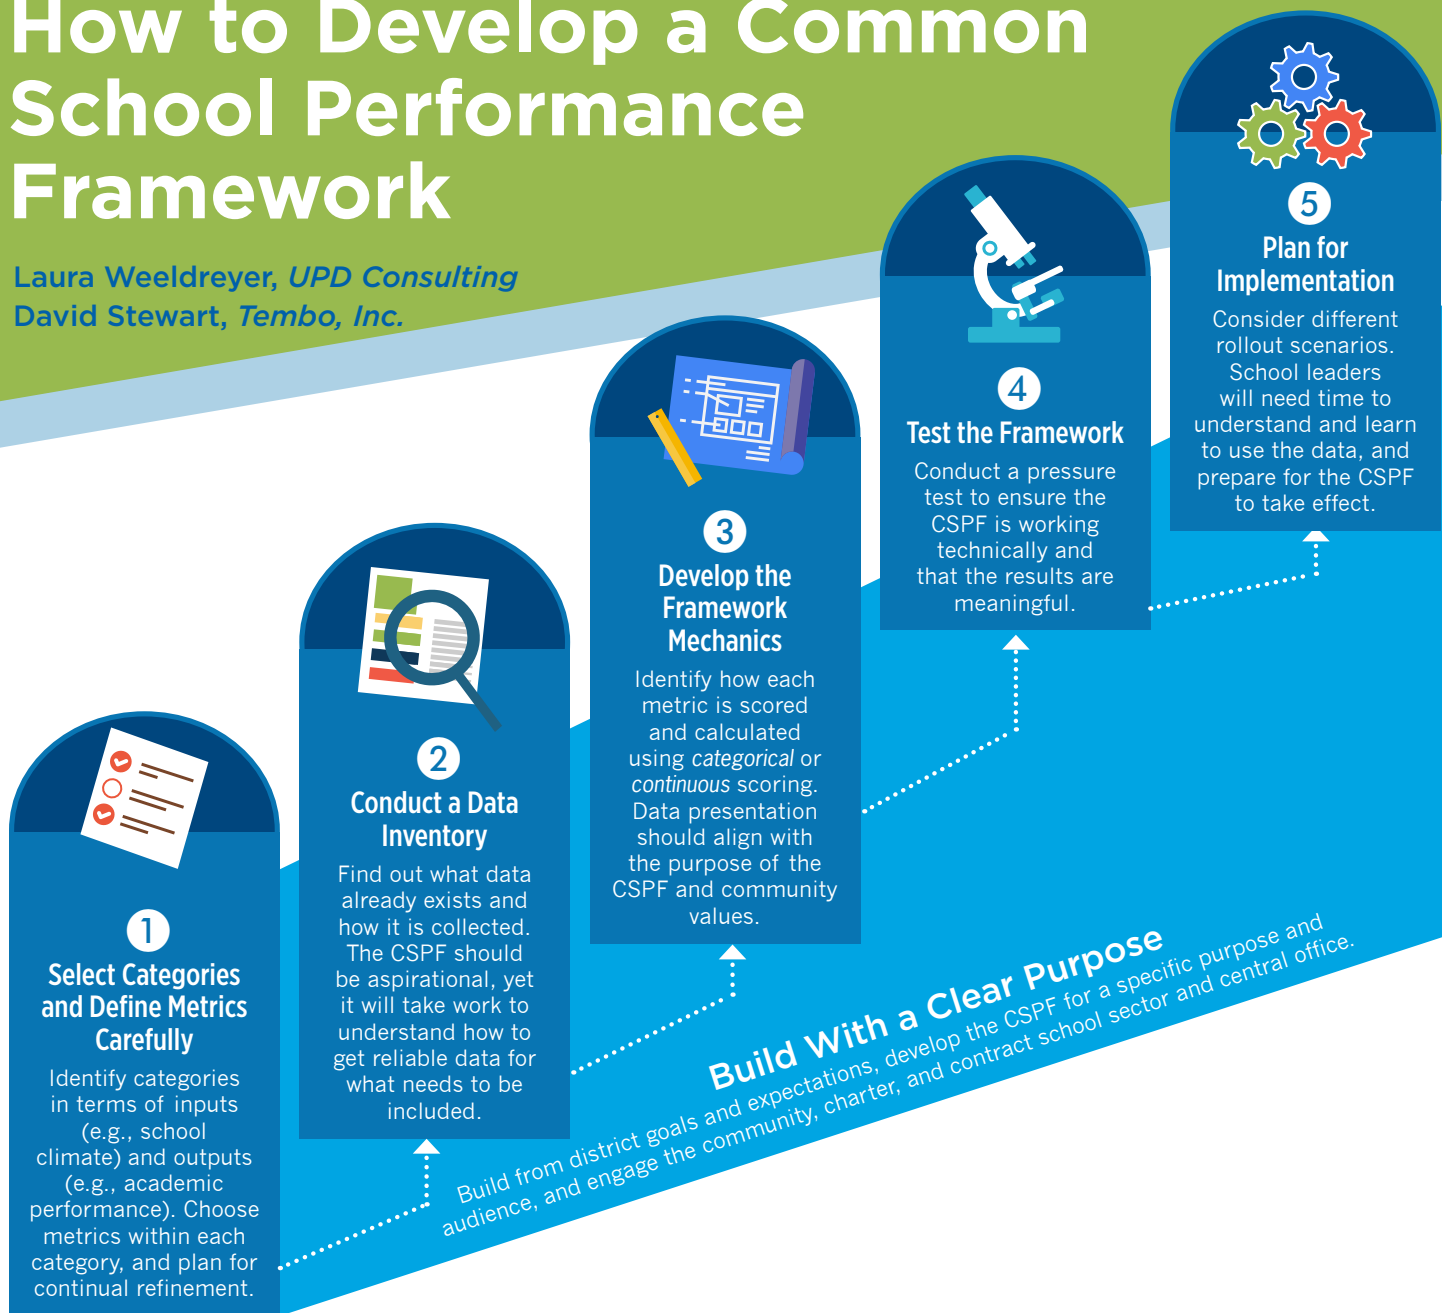 How to Develop a Common
School Performance
Framework
Laura Weeldreyer, UPD Consulting
David Stewart, Tembo, Inc.
1
Select Categories
and Define Metrics
Carefully
Identify categories
in terms of inputs
(e.g., school
climate) and outputs
(e.g., academic
performance). Choose
metrics within each
category, and plan for
continual refinement.
2
Conduct a Data
Inventory
Find out what data
already exists and
how it is collected.
The CSPF should
be aspirational, yet
it will take work to
understand how to
get reliable data for
what needs to be
included.
3
Develop the
Framework
Mechanics
Identify how each
metric is scored
and calculated
using categorical or
continuous scoring.
Data presentation
should align with
the purpose of the
CSPF and community
values.
4
Test the Framework
Conduct a pressure
test to ensure the
CSPF is working
technically and
that the results are
meaningful.
5
Plan for
Implementation
Consider different
rollout scenarios.
School leaders
will need time to
understand and learn
to use the data, and
prepare for the CSPF
to take effect.
Build With a Clear Purpose
Build from district goals and expectations, develop the CSPF for a specific purpose and
audience, and engage the community, charter, and contract school sector and central office.